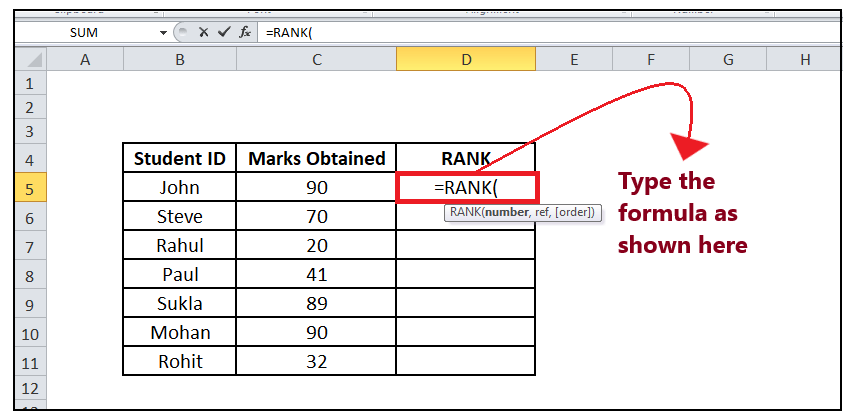 SUM fx =RANK(
A B C D E F G H
1
2
3
4 Student ID Marks Obtained RANK
5 John 90 =RANK(
RANK(number, ref, [order])
6 Steve 70
7 Rahul 20
8 Paul 41
9 Sukla 89
10 Mohan 90
11 Rohit 32
12
Type the
formula as
shown here